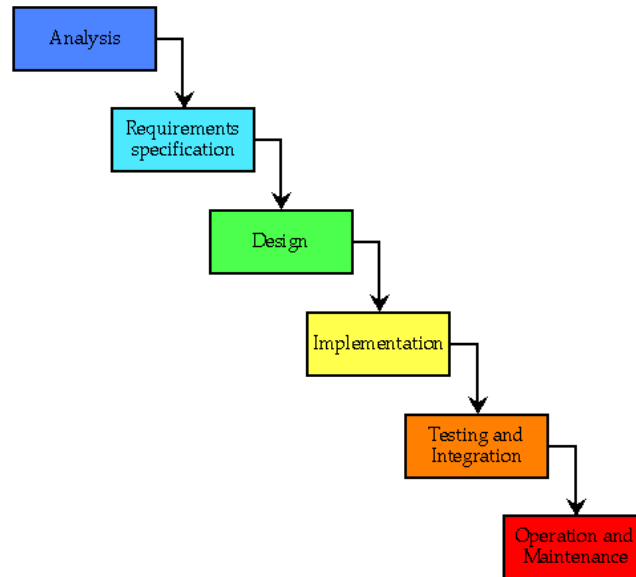 Analysis
Requirements
specification
Design
Implementation
Testing and
Integration
Operation and
Maintenance